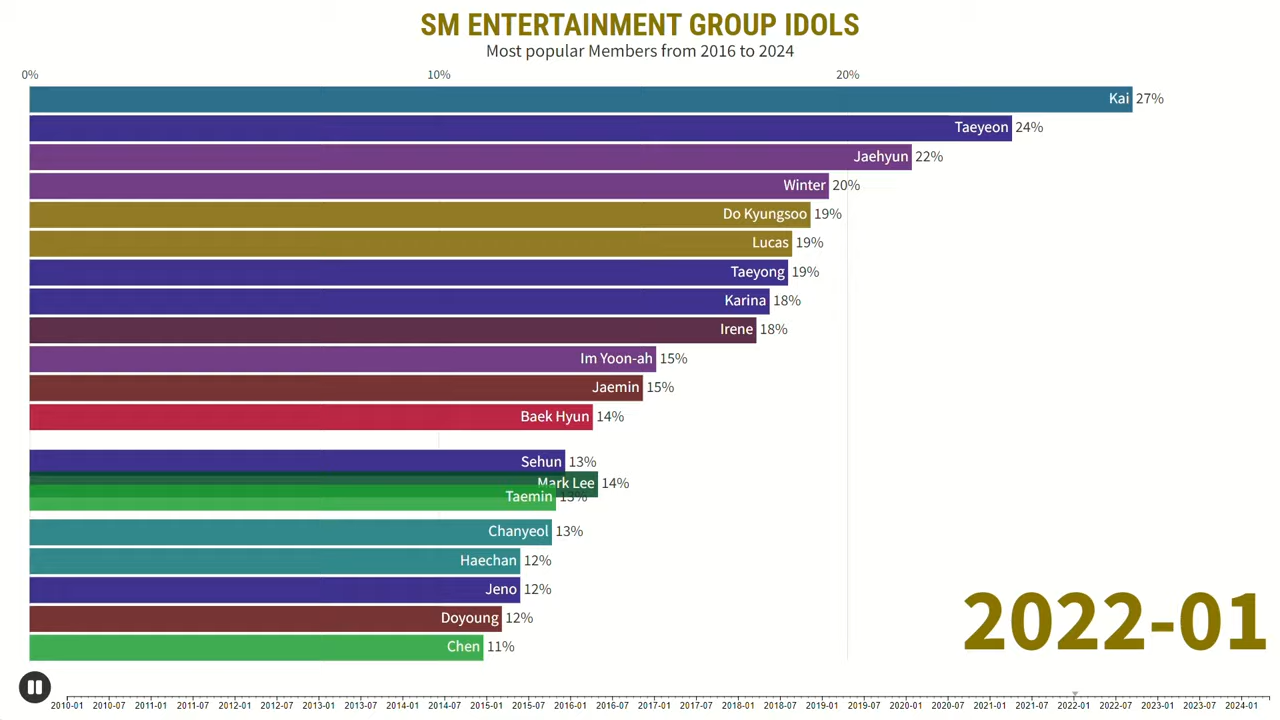 SM ENTERTAINMENT GROUP IDOLS
Most popular Members from 2016 to 2024
0% 10% 20%
Kai 27%
Taeyeon 24%
Jaehyun 22%
Winter 20%
Do Kyungsoo 19%
Lucas 19%
Taeyong 19%
Karina 18%
Irene 18%
Im Yoon-ah 15%
Jaemin 15%
Baek Hyun 14%
Sehun 13%
Mark Lee 14%
Taemin 13%
Chanyeol 13%
Haechan 12%
Jeno 12%
Doyoung 12%
Chen 11%
2022-01
2010-01 2010-07 2011-01 2011-07 2012-01 2012-07 2013-01 2013-07 2014-01 2014-07 2015-01 2015-07 2016-01 2016-07 2017-01 2017-07 2018-01 2018-07 2019-01 2019-07 2020-01 2020-07 2021-01 2021-07 2022-01 2022-07 2023-01 2023-07 2024-01